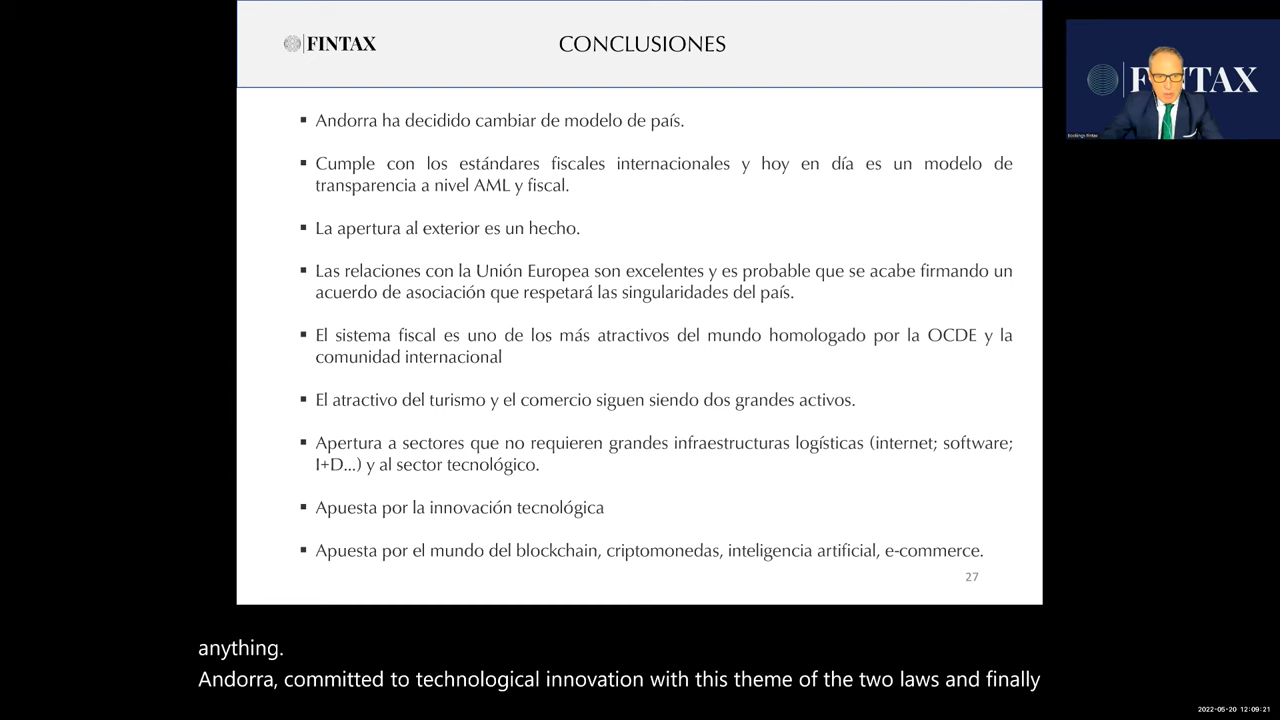 FINTAX
CONCLUSIONES
FINTAX
Bookings Fintax
▪ Andorra ha decidido cambiar de modelo de país.
▪ Cumple con los estándares fiscales internacionales y hoy en día es un modelo de
transparencia a nivel AML y fiscal.
▪ La apertura al exterior es un hecho.
▪ Las relaciones con la Unión Europea son excelentes y es probable que se acabe firmando un
acuerdo de asociación que respetará las singularidades del país.
▪ El sistema fiscal es uno de los más atractivos del mundo homologado por la OCDE y la
comunidad internacional
▪ El atractivo del turismo y el comercio siguen siendo dos grandes activos.
▪ Apertura a sectores que no requieren grandes infraestructuras logísticas (internet; software;
I+D...) y al sector tecnológico.
▪ Apuesta por la innovación tecnológica
▪ Apuesta por el mundo del blockchain, criptomonedas, inteligencia artificial, e-commerce.
27
anything.
Andorra, committed to technological innovation with this theme of the two laws and finally
2022-05-20 12:09:21